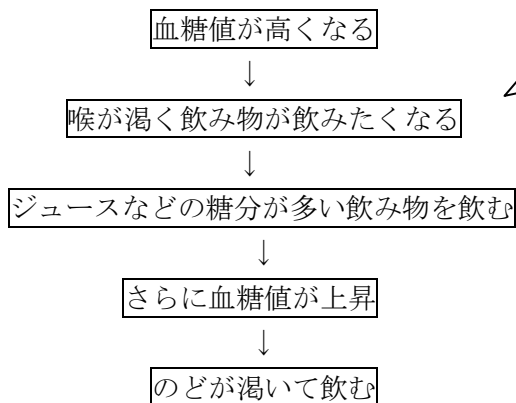 血糖値が高くなる
↓
喉が渇く飲み物が飲みたくなる
↓
ジュースなどの糖分が多い飲み物を飲む
↓
さらに血糖値が上昇
↓
のどが渇いて飲む